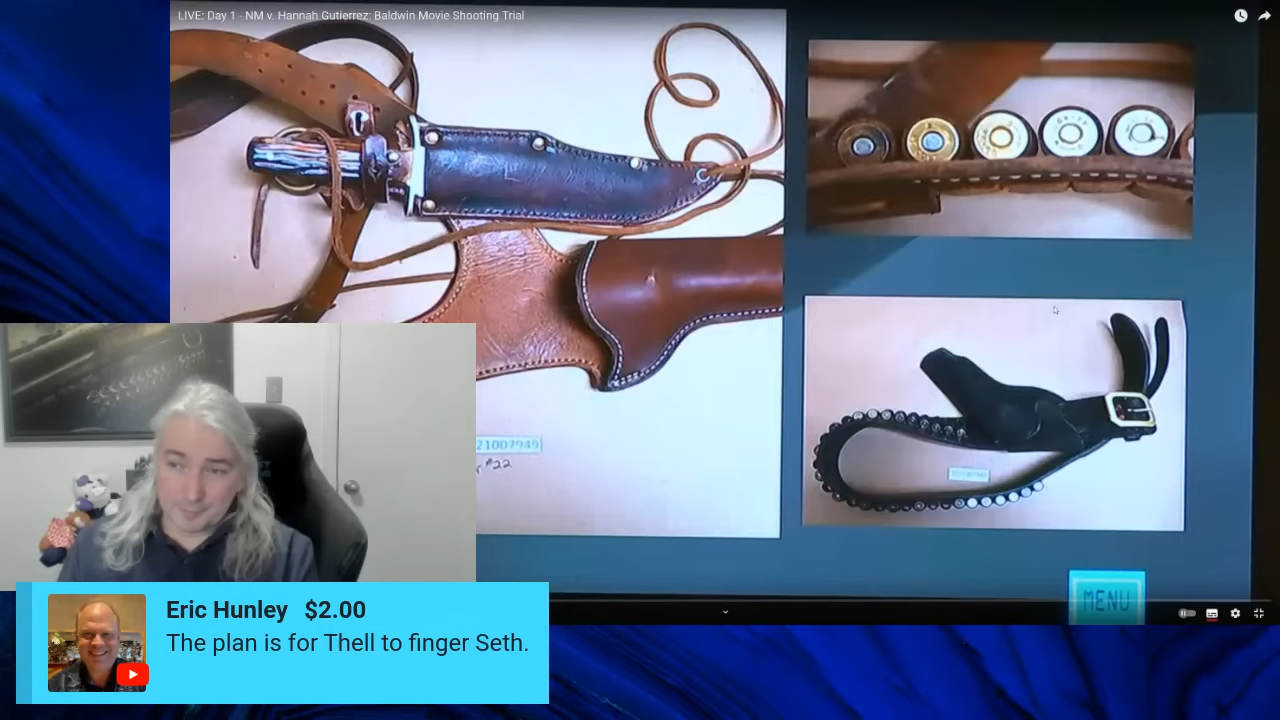 LIVE: Day 1 - NM v. Hannah Gutierrez: Baldwin Movie Shooting Trial
21007949
#22
MENU
Eric Hunley $2.00
The plan is for Thell to finger Seth.